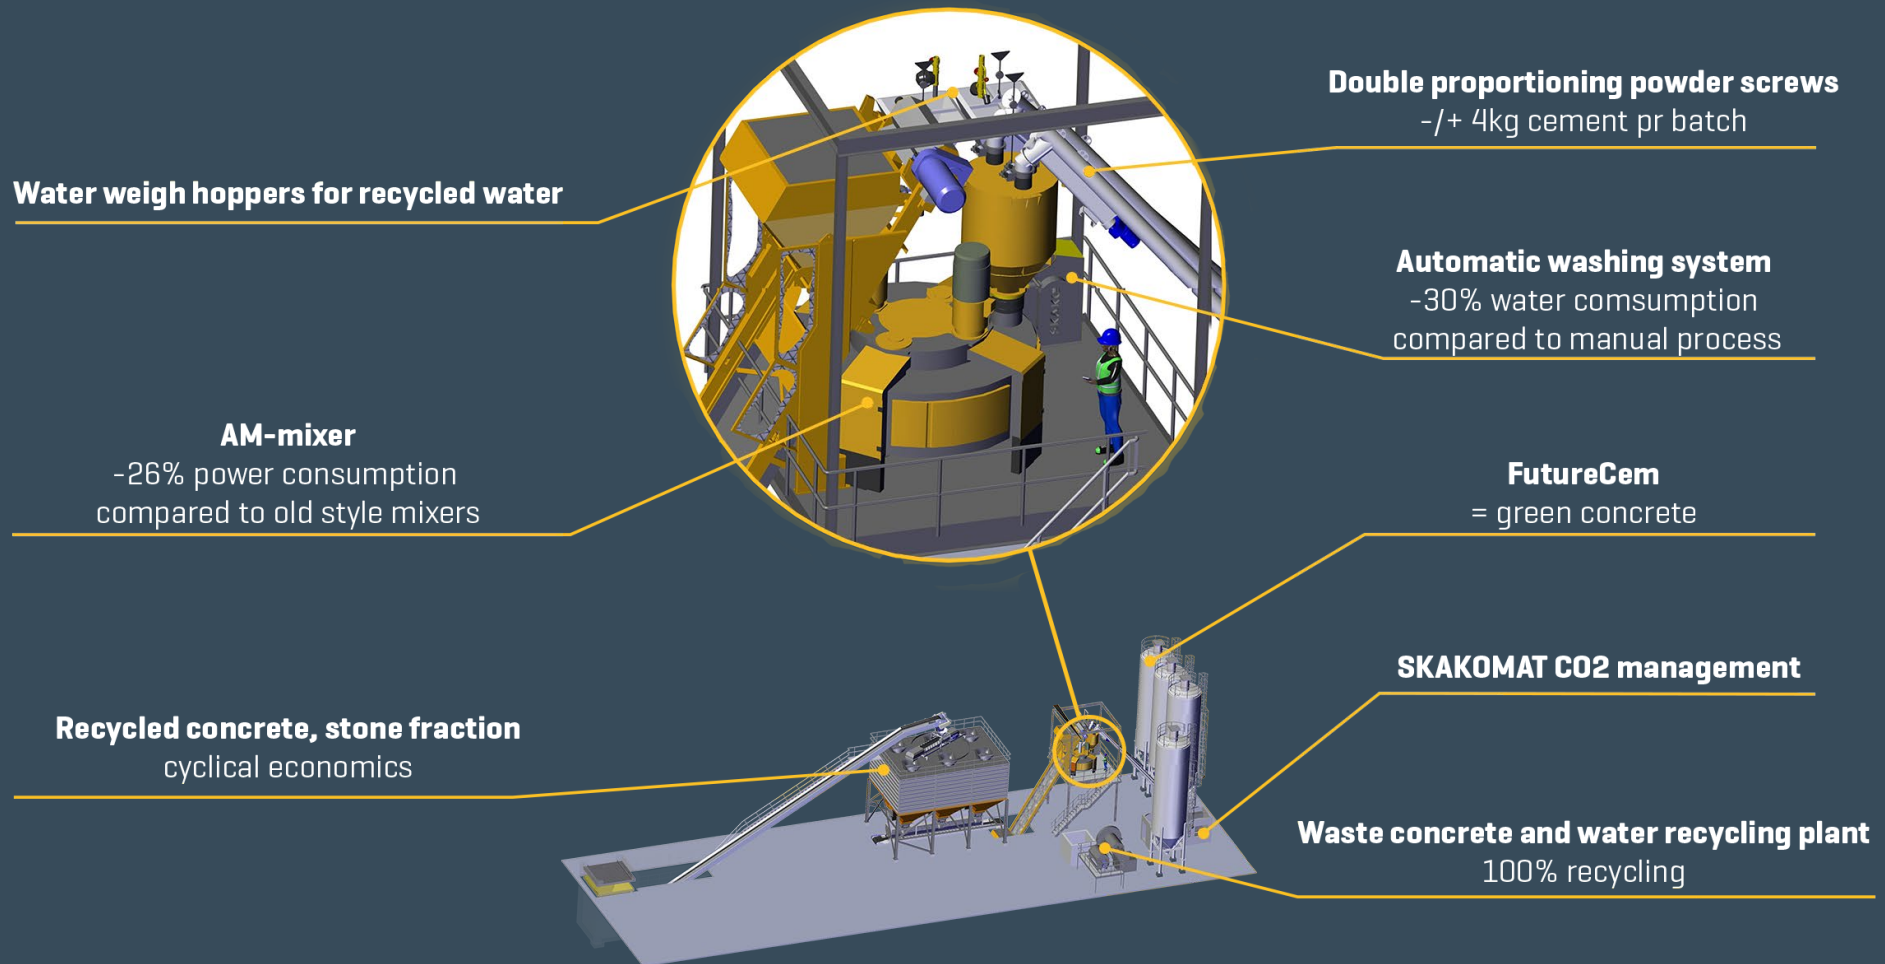 Double proportioning powder screws
-/+ 4kg cement pr batch
Water weigh hoppers for recycled water
Automatic washing system
-30% water comsumption
compared to manual process
AM-mixer
-26% power consumption
compared to old style mixers
FutureCem
= green concrete
SKAKOMAT CO2 management
Recycled concrete, stone fraction
cyclical economics
Waste concrete and water recycling plant
100% recycling
SKAKO